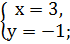 {x = 3,
y = −1;